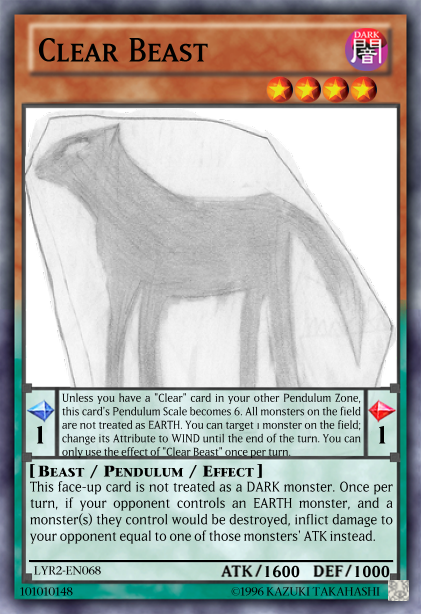 Clear Beast
DARK
闇
Unless you have a "Clear" card in your other Pendulum Zone,
this card's Pendulum Scale becomes 6. All monsters on the field
are not treated as EARTH. You can target 1 monster on the field;
change its Attribute to WIND until the end of the turn. You can
only use the effect of "Clear Beast" once per turn.
1
1
[ Beast / Pendulum / Effect ]
This face-up card is not treated as a DARK monster. Once per
turn, if your opponent controls an EARTH monster, and a
monster(s) they control would be destroyed, inflict damage to
your opponent equal to one of those monsters' ATK instead.
LYR2-EN068
ATK/1600 DEF/1000
101010148
©1996 KAZUKI TAKAHASHI